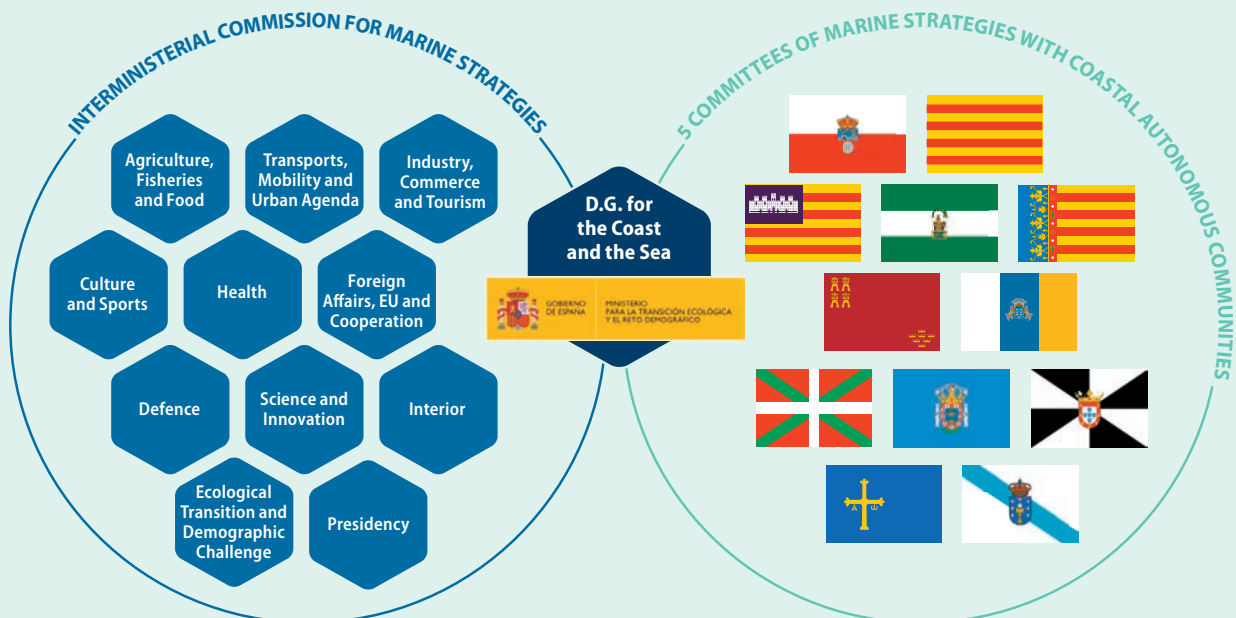 INTERMINISTERIAL COMMISSION FOR MARINE STRATEGIES
5 COMMITTEES OF MARINE STRATEGIES WITH COASTAL AUTONOMOUS COMMUNITIES
Agriculture,
Fisheries
and Food
Transports,
Mobility and
Urban Agenda
Industry,
Commerce
and Tourism
Culture
and Sports
Health
Foreign
Affairs, EU and
Cooperation
Defence
Science and
Innovation
Interior
Ecological
Transition and
Demographic
Challenge
Presidency
D.G. for
the Coast
and the Sea
GOBIERNO
DE ESPAÑA
MINISTERIO
PARA LA TRANSICIÓN ECOLÓGICA
Y EL RETO DEMOGRÁFICO